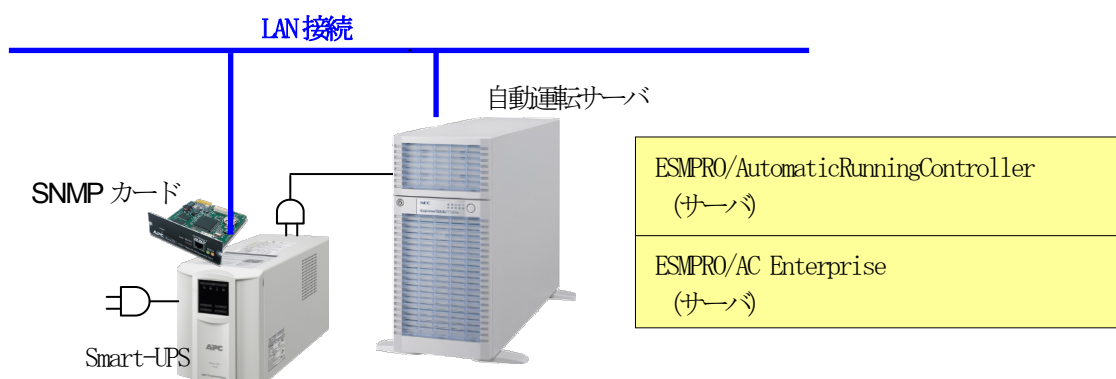 LAN接続
自動運転サーバ
SNMP カード
ESMPRO/AutomaticRunningController
(サーバ)
ESMPRO/AC Enterprise
(サーバ)
Smart-UPS
APC